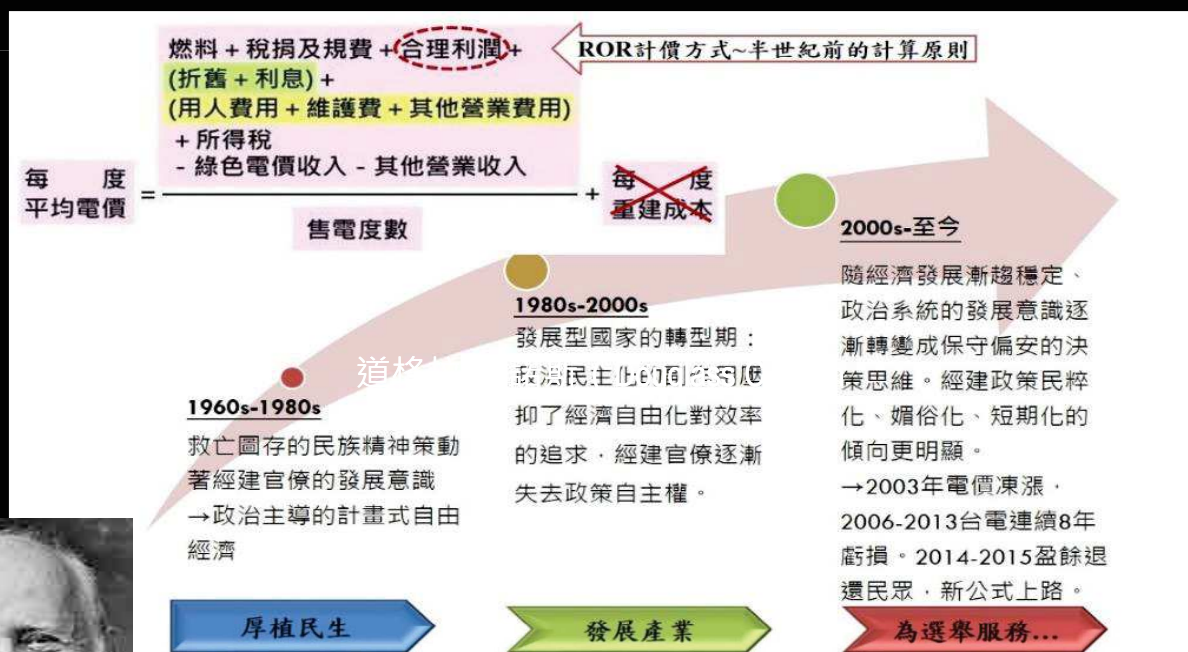 燃料 + 稅捐及規費 + 合理利潤 +
(折舊 + 利息) +
(用人費用 + 維護費 + 其他營業費用)
+ 所得稅
- 綠色電價收入 - 其他營業收入
ROR計價方式~半世紀前的計算原則
每 度
平均電價
=
售電度數
+
每 度
重建成本
2000s-至今
隨經濟發展漸趨穩定、
政治系統的發展意識逐
漸轉變成保守偏安的決
策思維。經建政策民粹
化、媚俗化、短期化的
傾向更明顯。
→2003年電價凍漲，
2006-2013台電連續8年
虧損。2014-2015盈餘退
還民眾，新公式上路。
1980s-2000s
發展型國家的轉型期：
抑了經濟自由化對效率
的追求，經建官僚逐漸
失去政策自主權。
道格
1960s-1980s
救亡圖存的民族精神策動
著經建官僚的發展意識
→政治主導的計畫式自由
經濟
厚植民生
發展產業
為選舉服務...